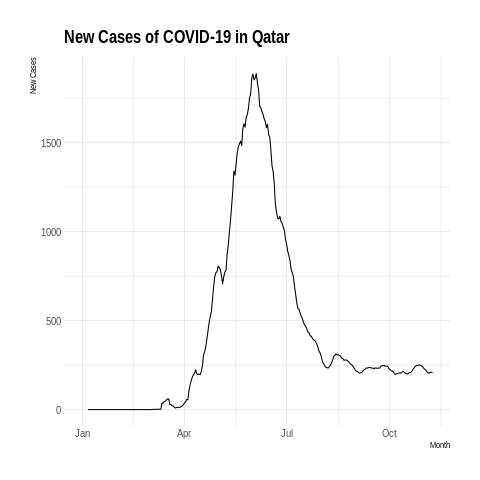 New Cases of COVID-19 in Qatar
New Cases
1500
1000
500
0
Jan Apr Jul Oct
Month